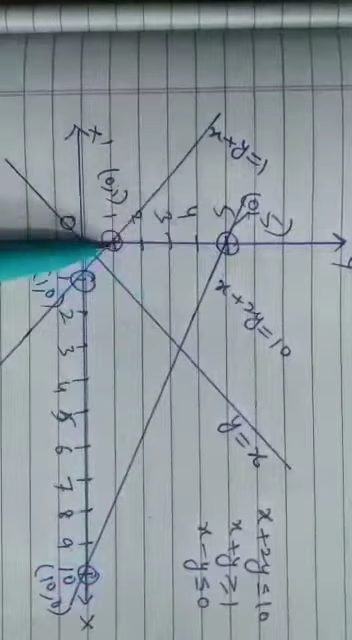 y
x+2y≤10
x+y≥1
x-y≤0
(0,5)
x+2y=10
x=y
5
4
3
2
1
x+y=1
(0,1)
x'
0 1 2 3 4 5 6 7 8 9 10 x
(1,0)
(10,0)